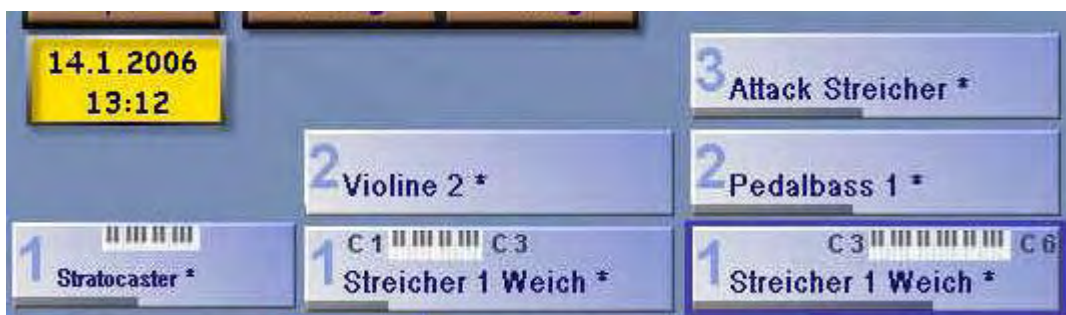 14.1.2006
13:12
3 Attack Streicher *
2 Violine 2 *
2 Pedalbass 1 *
1 Stratocaster *
C 1 C 3
1 Streicher 1 Weich *
C 3 C 6
1 Streicher 1 Weich *